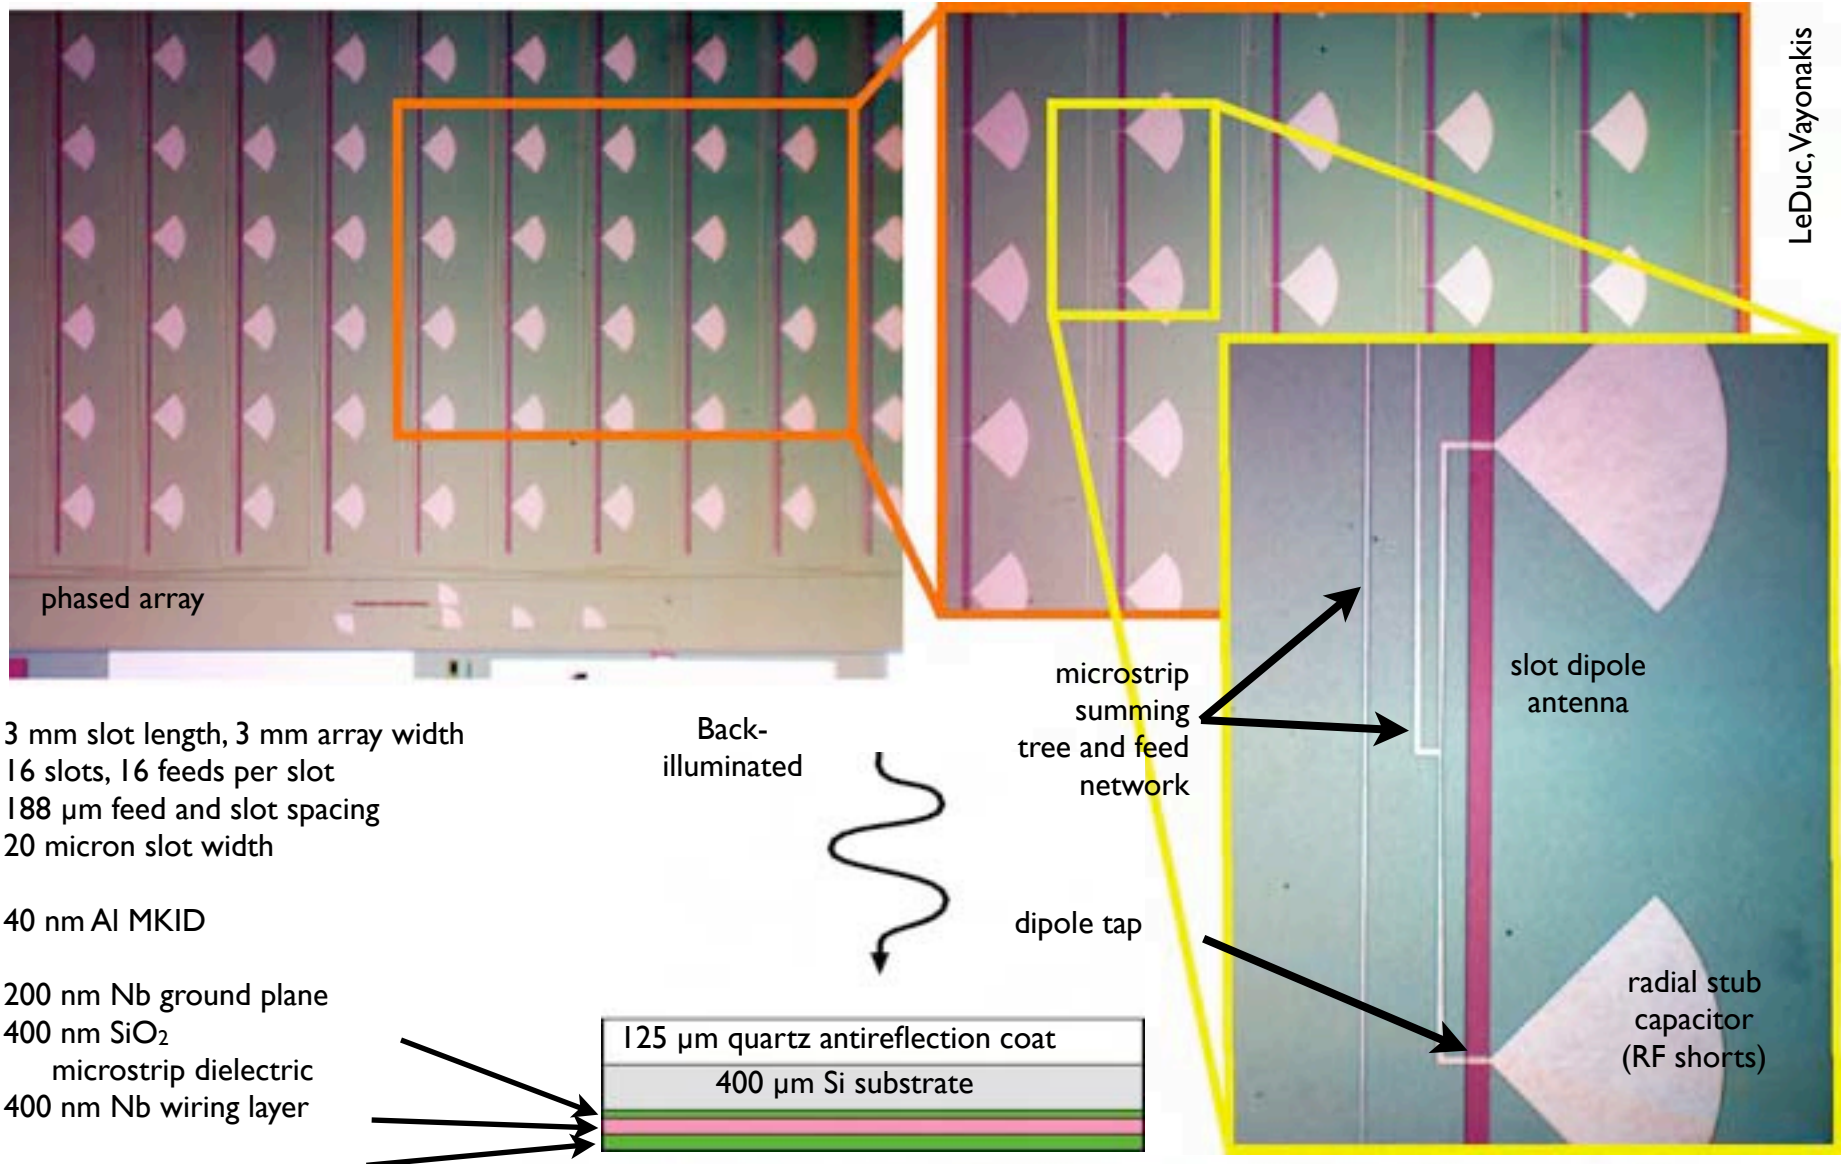 LeDuc, Vayonakis
phased array
3 mm slot length, 3 mm array width
16 slots, 16 feeds per slot
188 µm feed and slot spacing
20 micron slot width
40 nm Al MKID
200 nm Nb ground plane
400 nm SiO₂
microstrip dielectric
400 nm Nb wiring layer
Back-
illuminated
125 µm quartz antireflection coat
400 µm Si substrate
microstrip
summing
tree and feed
network
dipole tap
slot dipole
antenna
radial stub
capacitor
(RF shorts)